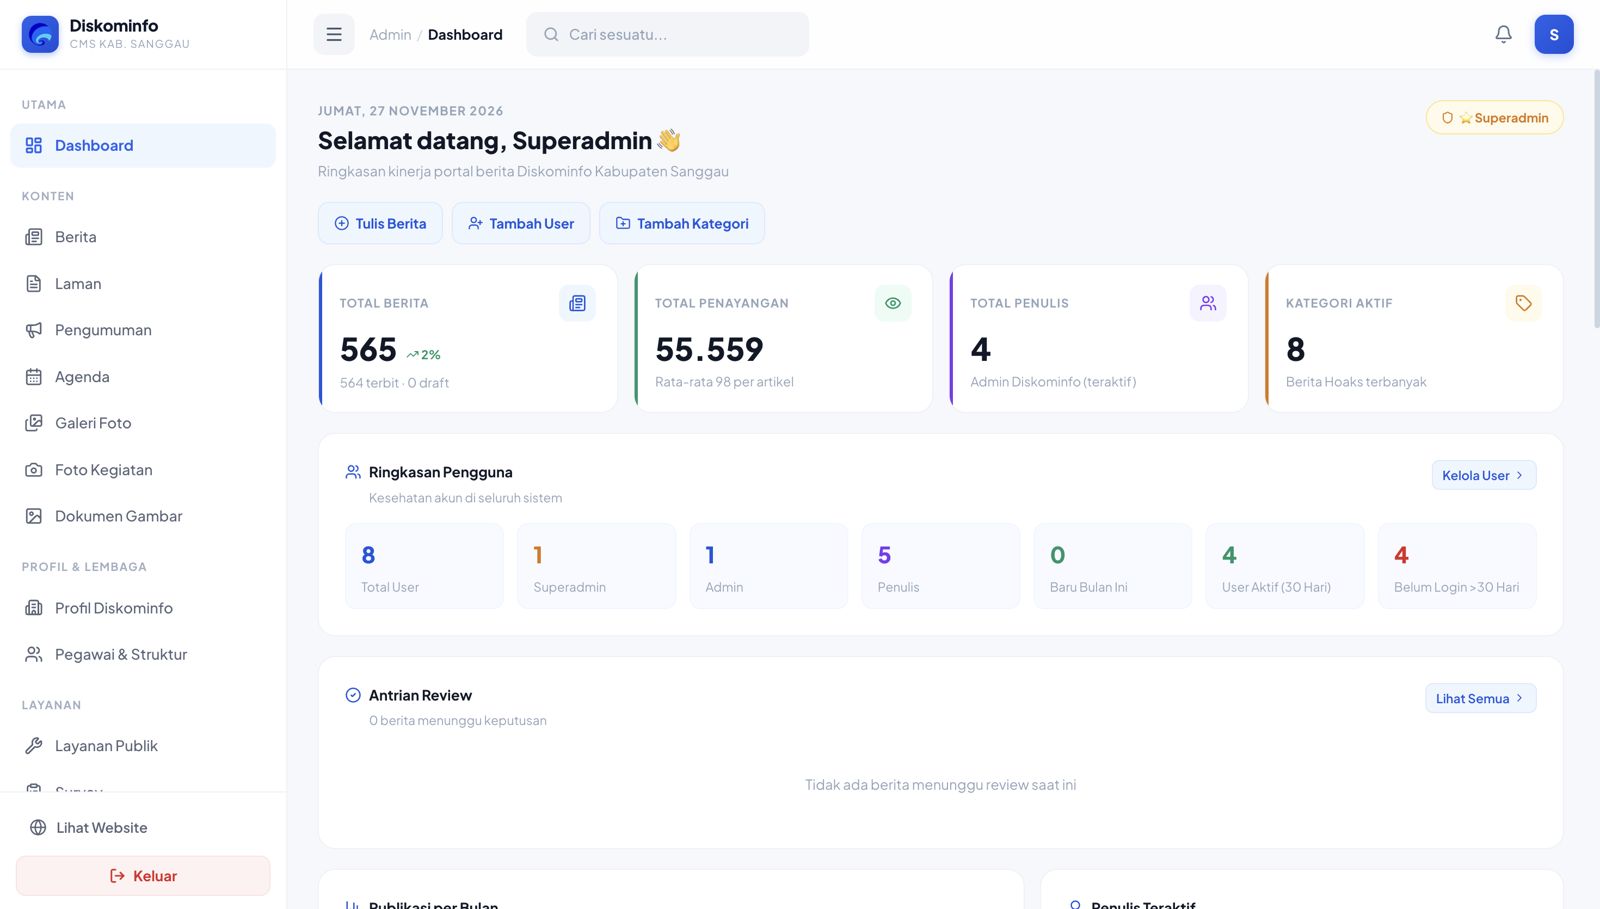 Diskominfo
CMS KAB. SANGGAU
Admin / Dashboard
Cari sesuatu...
S
UTAMA
Dashboard
KONTEN
Berita
Laman
Pengumuman
Agenda
Galeri Foto
Foto Kegiatan
Dokumen Gambar
PROFIL & LEMBAGA
Profil Diskominfo
Pegawai & Struktur
LAYANAN
Layanan Publik
Survey
Lihat Website
Keluar
JUMAT, 27 NOVEMBER 2026
Selamat datang, Superadmin 👋
Ringkasan kinerja portal berita Diskominfo Kabupaten Sanggau
⭐ Superadmin
Tulis Berita
Tambah User
Tambah Kategori
TOTAL BERITA
565 2%
564 terbit · 0 draft
TOTAL PENAYANGAN
55.559
Rata-rata 98 per artikel
TOTAL PENULIS
4
Admin Diskominfo (teraktif)
KATEGORI AKTIF
8
Berita Hoaks terbanyak
Ringkasan Pengguna
Kesehatan akun di seluruh sistem
Kelola User
8
Total User
1
Superadmin
1
Admin
5
Penulis
0
Baru Bulan Ini
4
User Aktif (30 Hari)
4
Belum Login >30 Hari
Antrian Review
0 berita menunggu keputusan
Lihat Semua
Tidak ada berita menunggu review saat ini
Publikasi per Bulan
Penulis Teraktif